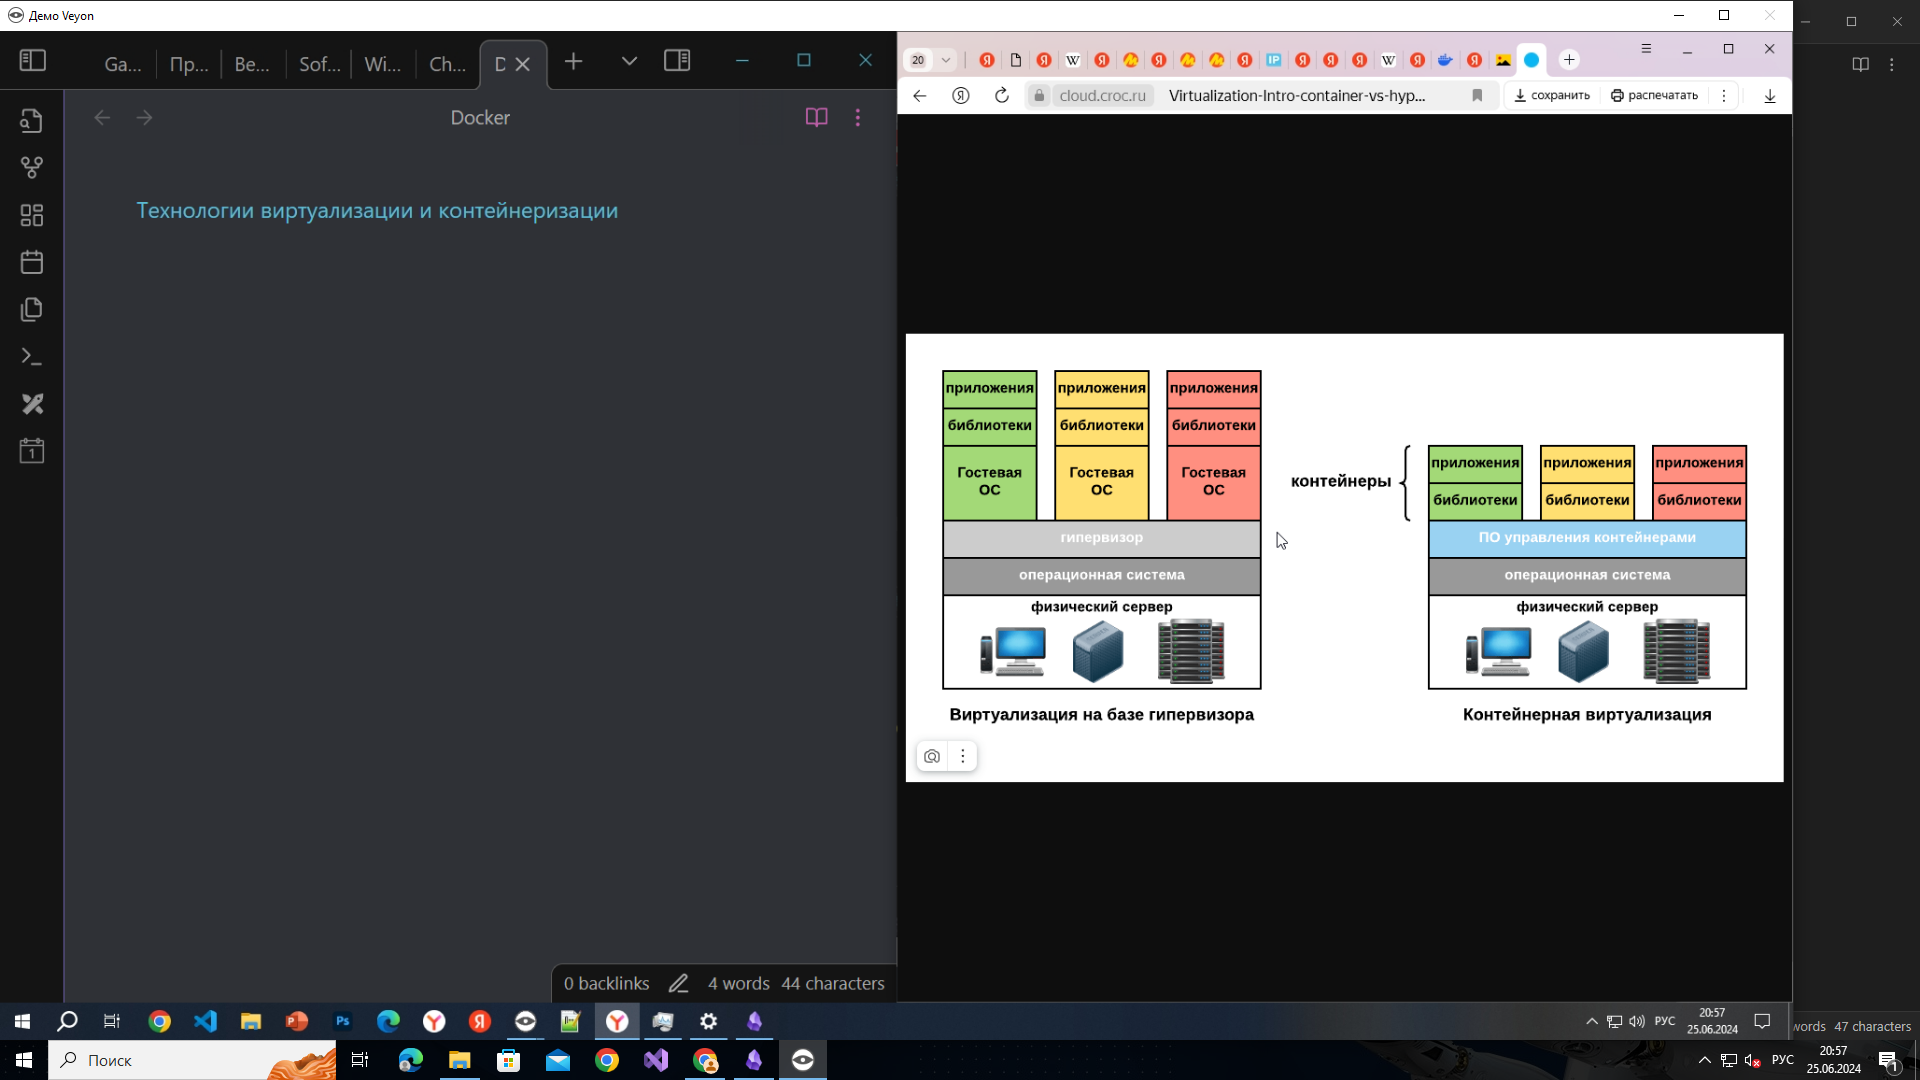 Демо Veyon
Ga...
Пр...
Be...
Sof...
Wi...
Ch...
D
Docker
Технологии виртуализации и контейнеризации
0 backlinks
4 words
44 characters
20
cloud.croc.ru
Virtualization-Intro-container-vs-hyp...
сохранить
распечатать
приложения
приложения
приложения
библиотеки
библиотеки
библиотеки
Гостевая
ОС
Гостевая
ОС
Гостевая
ОС
гипервизор
операционная система
физический сервер
Виртуализация на базе гипервизора
контейнеры
приложения
приложения
приложения
библиотеки
библиотеки
библиотеки
ПО управления контейнерами
операционная система
физический сервер
Контейнерная виртуализация
РУС
20:57
25.06.2024
words
47 characters
Поиск
РУС
20:57
25.06.2024
1